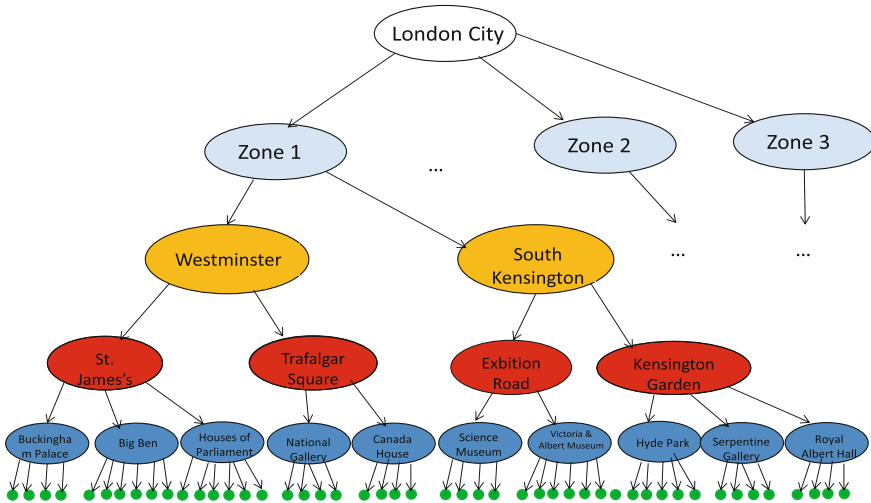 London City
Zone 1
Zone 2
Zone 3
...
Westminster
South
Kensington
...
...
St.
James's
Trafalgar
Square
Exbition
Road
Kensington
Garden
Buckingha
m Palace
Big Ben
Houses of
Parliament
National
Gallery
Canada
House
Science
Museum
Victoria &
Albert Museum
Hyde Park
Serpentine
Gallery
Royal
Albert Hall